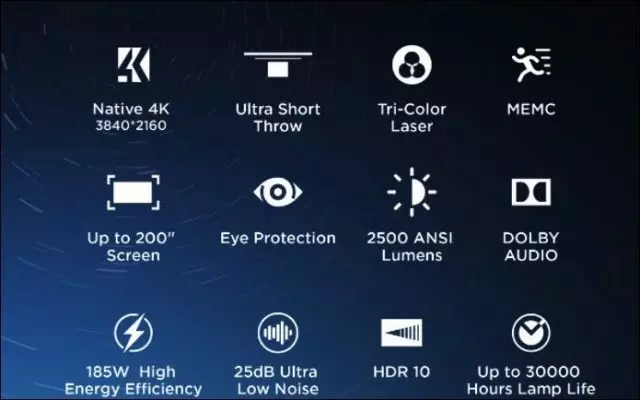 Native 4K
3840*2160
Ultra Short
Throw
Tri-Color
Laser
MEMC
Up to 200"
Screen
Eye Protection
2500 ANSI
Lumens
DOLBY
AUDIO
185W High
Energy Efficiency
25dB Ultra
Low Noise
HDR 10
Up to 30000
Hours Lamp Life